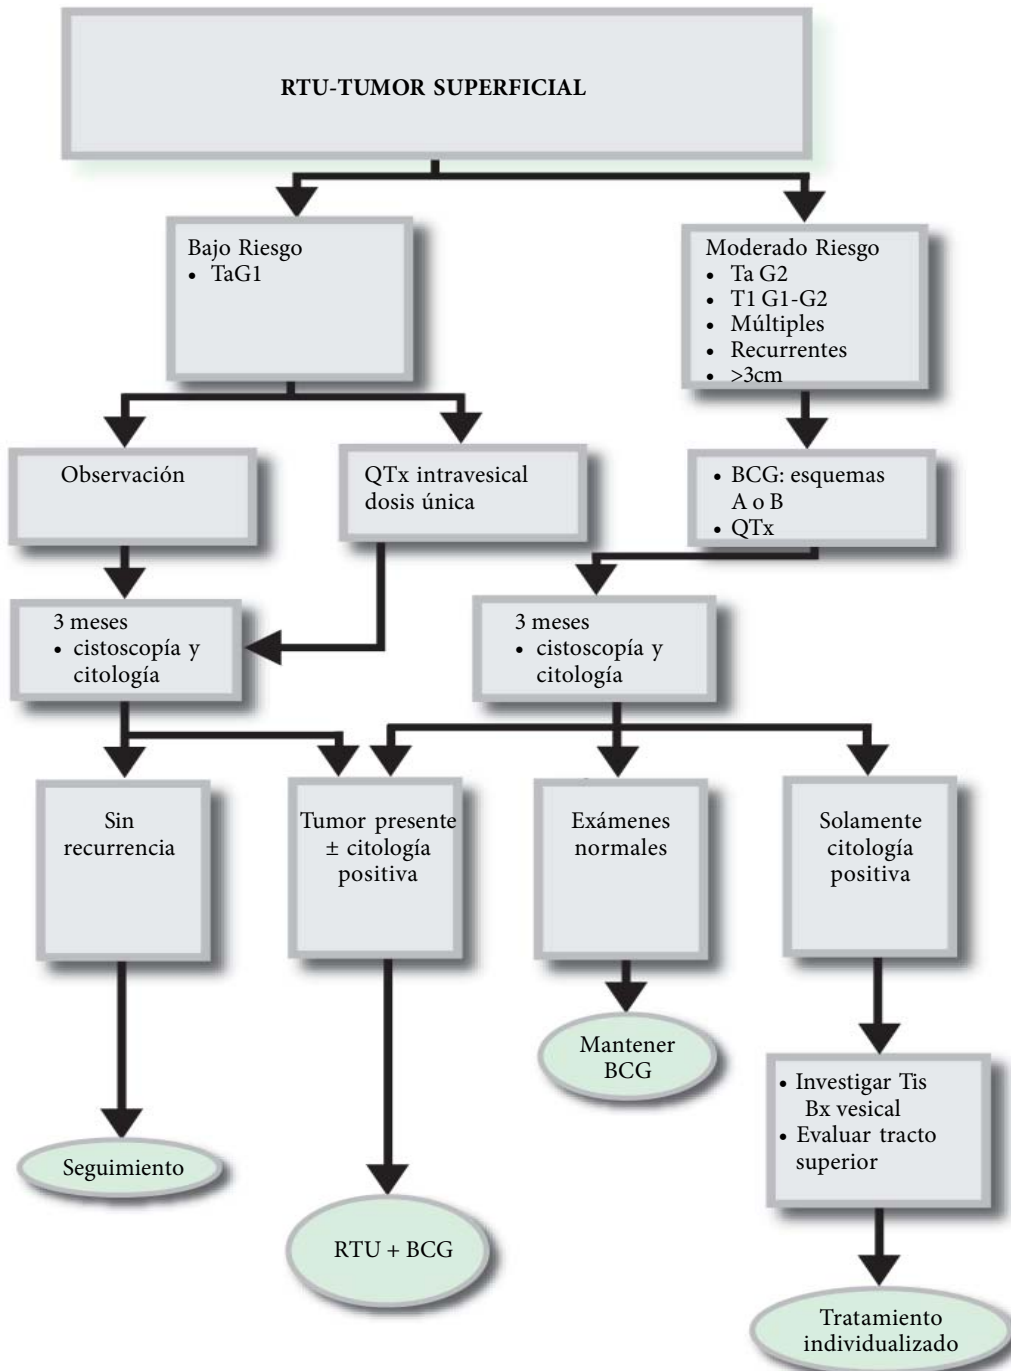 RTU-TUMOR SUPERFICIAL
Bajo Riesgo
• TaG1
Moderado Riesgo
• Ta G2
• T1 G1-G2
• Múltiples
• Recurrentes
• >3cm
Observación
QTx intravesical
dosis única
• BCG: esquemas
A o B
• QTx
3 meses
• cistoscopía y
citología
3 meses
• cistoscopía y
citología
Sin
recurrencia
Tumor presente
± citología
positiva
Exámenes
normales
Solamente
citología
positiva
Mantener
BCG
• Investigar Tis
Bx vesical
• Evaluar tracto
superior
Seguimiento
RTU + BCG
Tratamiento
individualizado